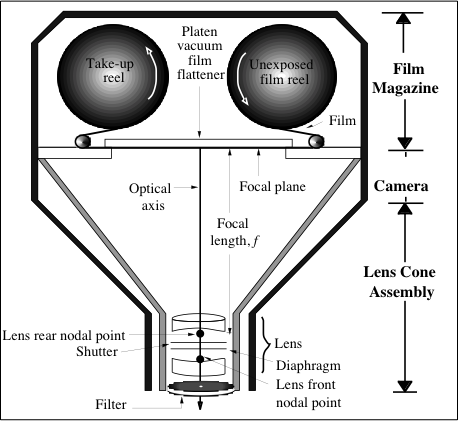 Platen
vacuum
film
flattener
Take-up
reel
Unexposed
film reel
Film
Magazine
Film
Optical
axis
Focal plane
Camera
Focal
length, f
Lens Cone
Assembly
Lens rear nodal point
Shutter
Lens
Diaphragm
Lens front
nodal point
Filter